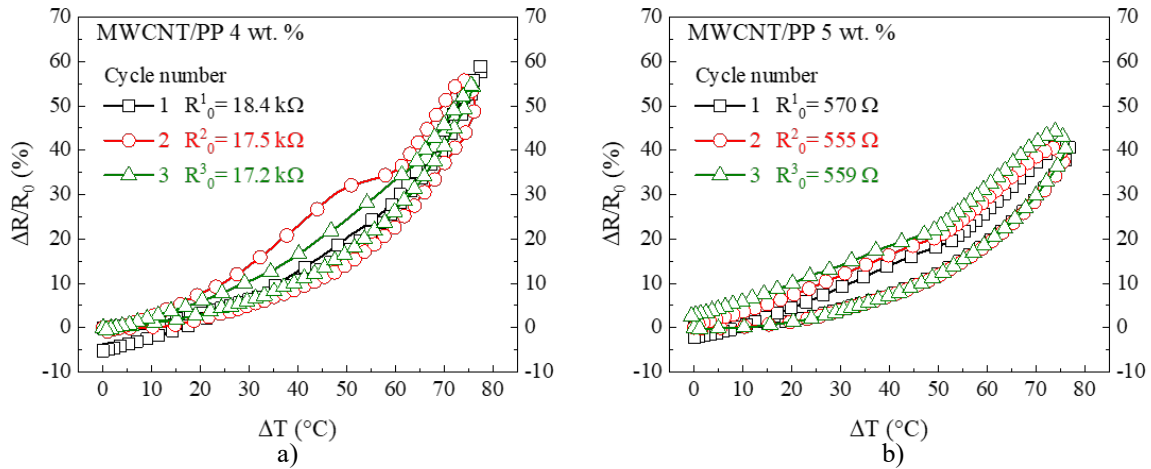 MWCNT/PP 4 wt. %
Cycle number
1 R¹₀= 18.4 kΩ
2 R²₀= 17.5 kΩ
3 R³₀= 17.2 kΩ
ΔR/R₀ (%)
70
60
50
40
30
20
10
0
-10
70
60
50
40
30
20
10
0
-10
0 10 20 30 40 50 60 70 80
ΔT (°C)
a)
MWCNT/PP 5 wt. %
Cycle number
1 R¹₀= 570 Ω
2 R²₀= 555 Ω
3 R³₀= 559 Ω
ΔR/R₀ (%)
70
60
50
40
30
20
10
0
-10
70
60
50
40
30
20
10
0
-10
0 10 20 30 40 50 60 70 80
ΔT (°C)
b)